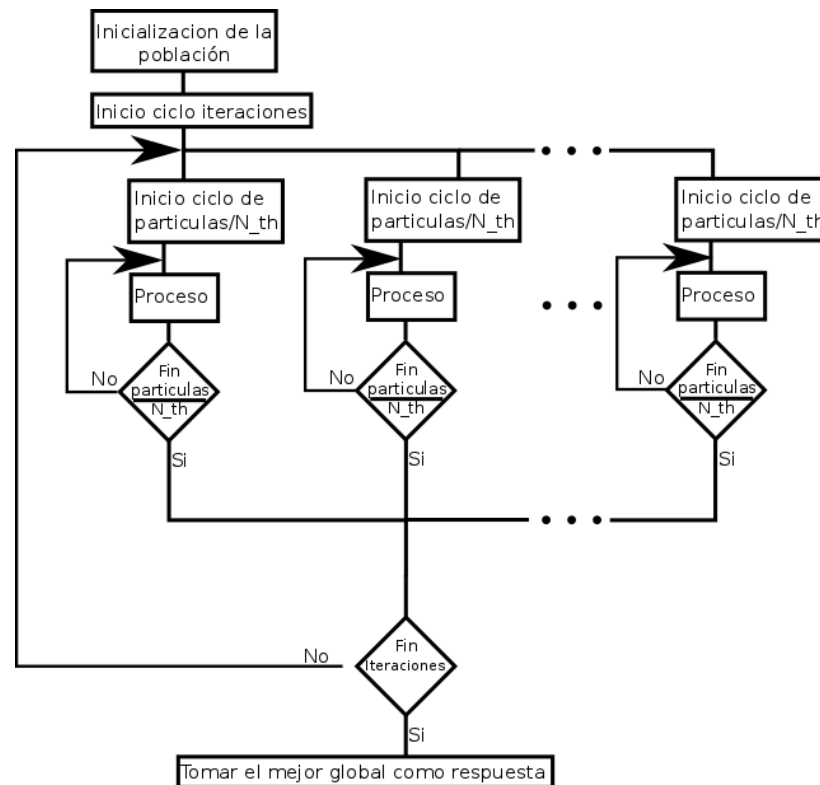 Inicializacion de la
población
Inicio ciclo iteraciones
Inicio ciclo de
particulas/N_th
Inicio ciclo de
particulas/N_th
Inicio ciclo de
particulas/N_th
Proceso
Proceso
Proceso
No
Fin
particulas
N_th
No
Fin
particulas
N_th
No
Fin
particulas
N_th
Si
Si
Si
No
Fin
Iteraciones
Si
Tomar el mejor global como respuesta